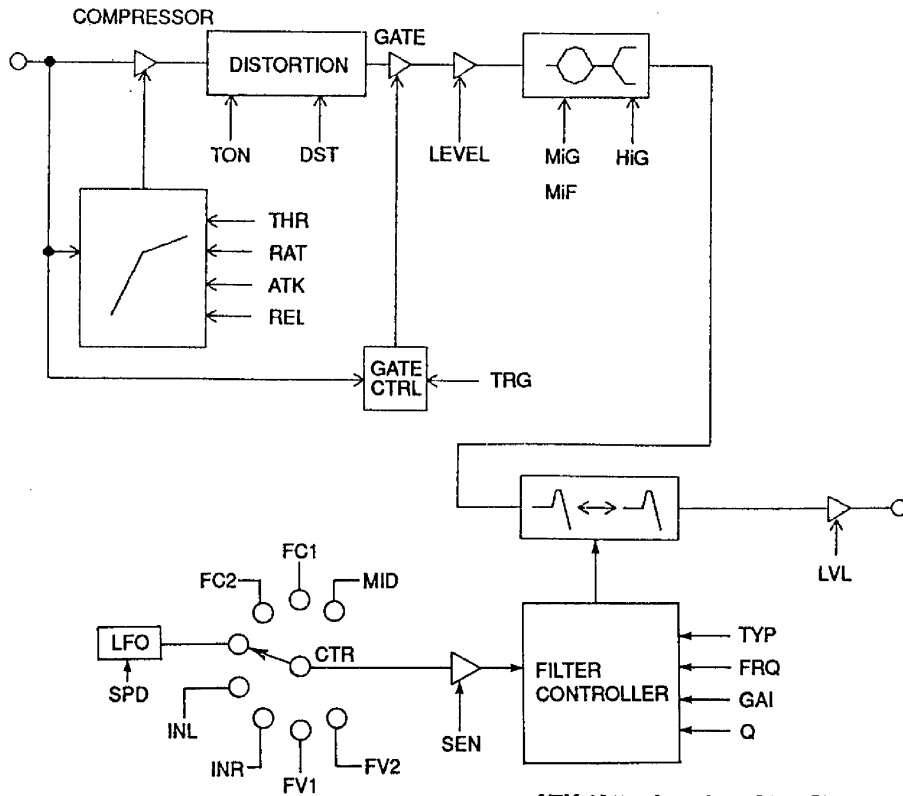 COMPRESSOR
GATE
DISTORTION
TON
DST
LEVEL
MiG
HiG
MiF
THR
RAT
ATK
REL
GATE
CTRL
TRG
FC1
FC2
MID
LVL
LFO
CTR
SPD
INL
INR
FV1
FV2
SEN
FILTER
CONTROLLER
TYP
FRQ
GAI
Q